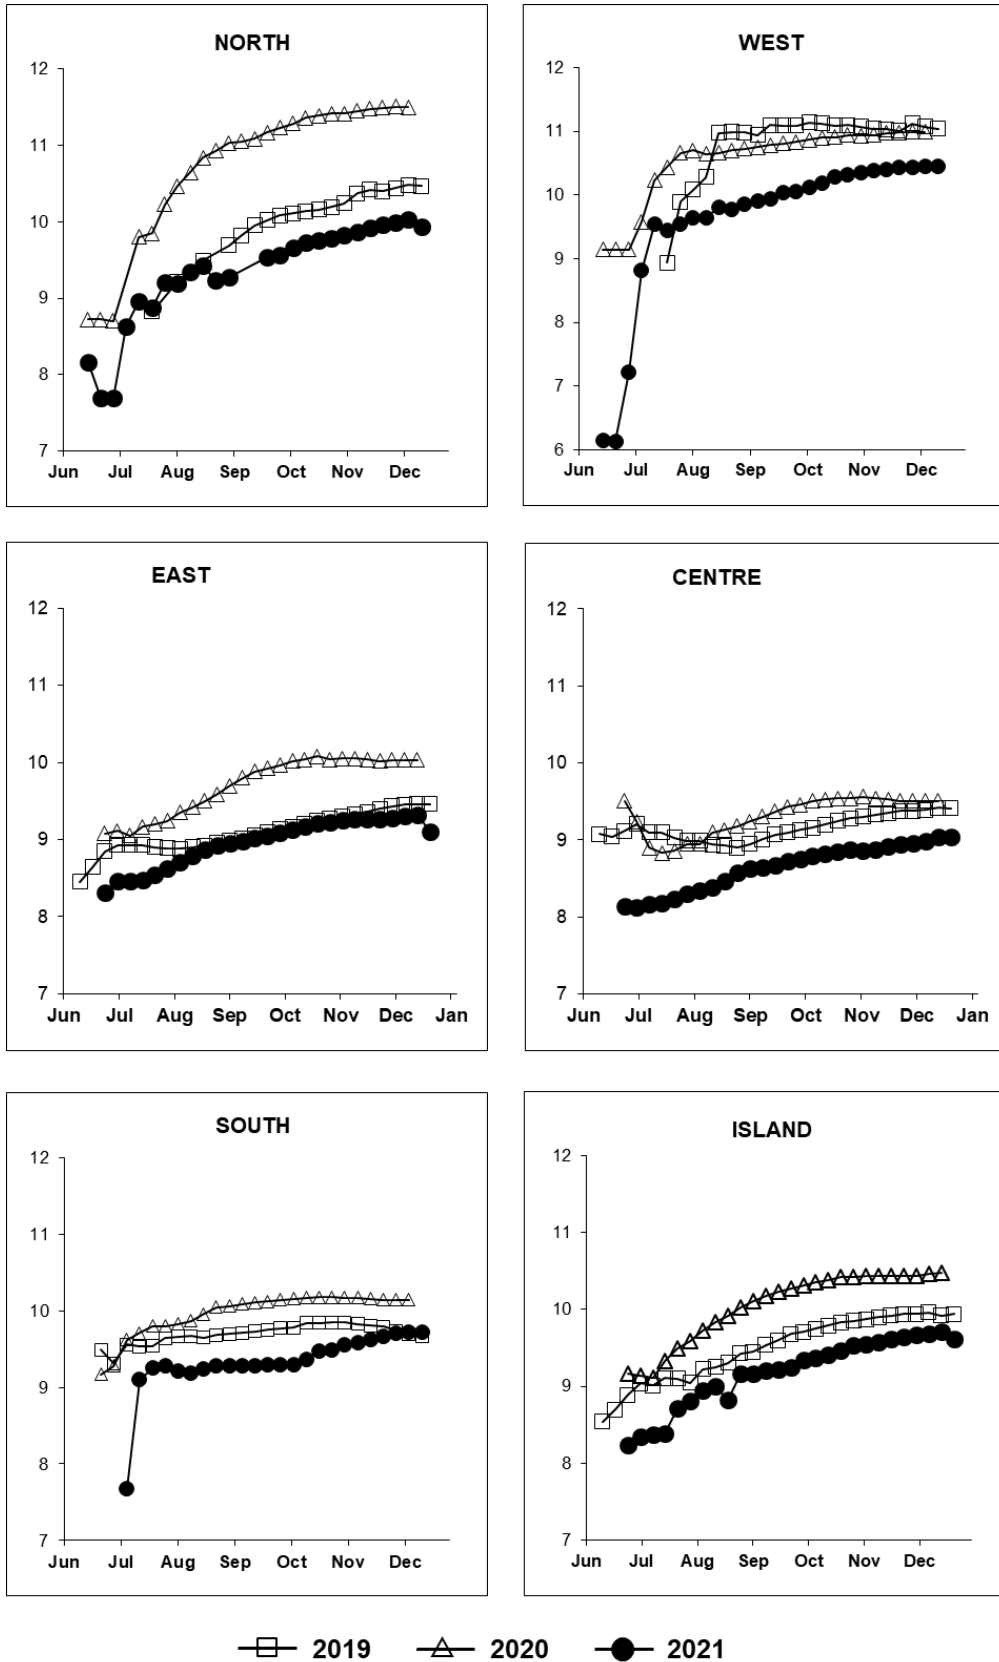 NORTH
12
11
10
9
8
7
Jun Jul Aug Sep Oct Nov Dec
WEST
12
11
10
9
8
7
6
Jun Jul Aug Sep Oct Nov Dec
EAST
12
11
10
9
8
7
Jun Jul Aug Sep Oct Nov Dec Jan
CENTRE
12
11
10
9
8
7
Jun Jul Aug Sep Oct Nov Dec Jan
SOUTH
12
11
10
9
8
7
Jun Jul Aug Sep Oct Nov Dec
ISLAND
12
11
10
9
8
7
Jun Jul Aug Sep Oct Nov Dec
2019 2020 2021